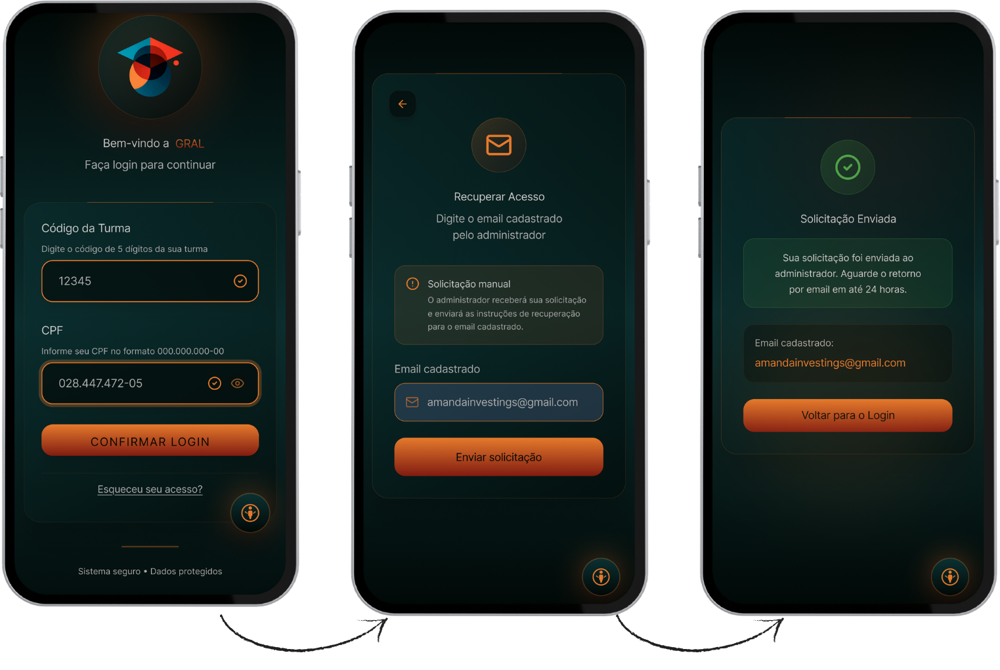 Bem-vindo a GRAL
Faça login para continuar
Código da Turma
Digite o código de 5 dígitos da sua turma
12345
CPF
Informe seu CPF no formato 000.000.000-00
028.447.472-05
CONFIRMAR LOGIN
Esqueceu seu acesso?
Sistema seguro • Dados protegidos
Recuperar Acesso
Digite o email cadastrado
pelo administrador
Solicitação manual
O administrador receberá sua solicitação
e enviará as instruções de recuperação
para o email cadastrado.
Email cadastrado
amandainvestings@gmail.com
Enviar solicitação
Solicitação Enviada
Sua solicitação foi enviada ao
administrador. Aguarde o retorno
por email em até 24 horas.
Email cadastrado:
amandainvestings@gmail.com
Voltar para o Login